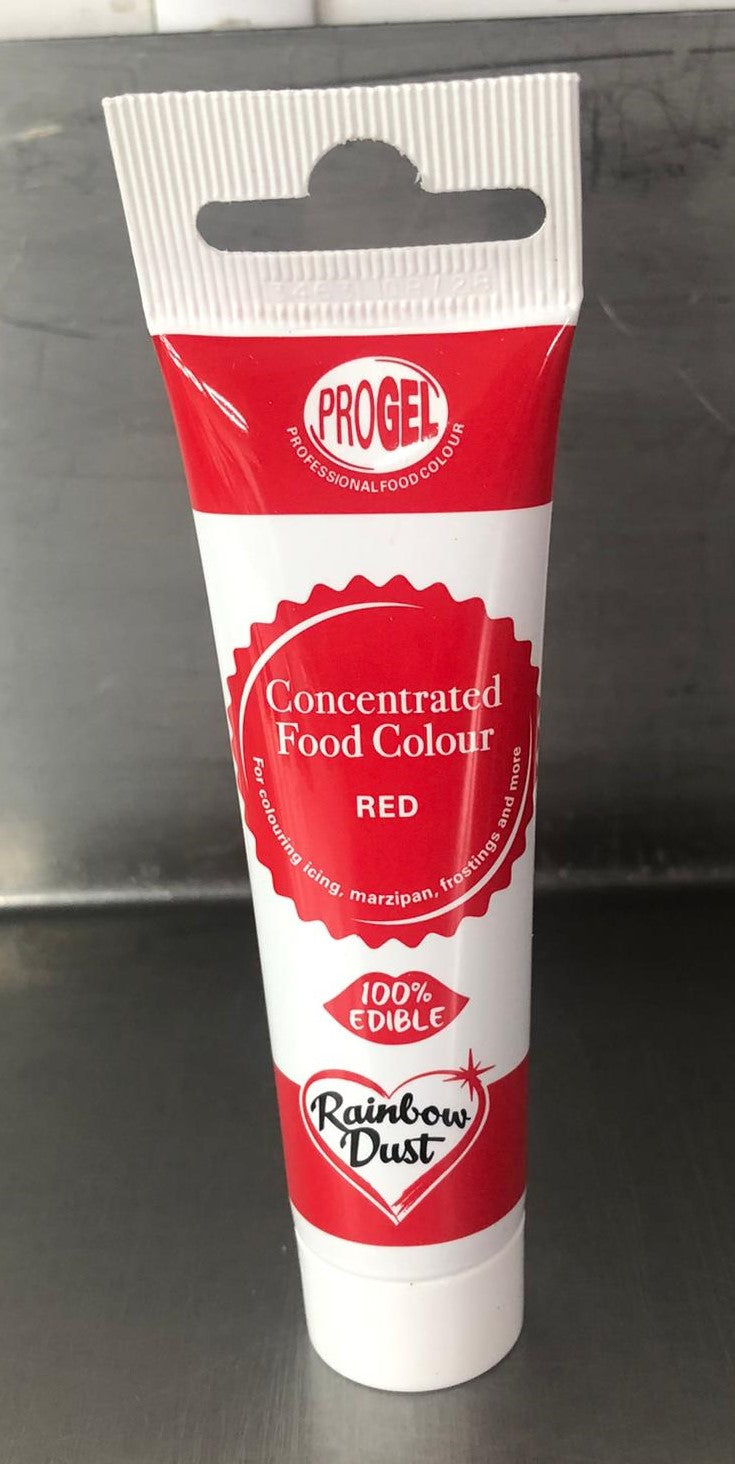 PROGEL
PROFESSIONAL FOOD COLOUR
Concentrated
Food Colour
RED
For colouring icing, marzipan, frostings and more
100%
EDIBLE
Rainbow
Dust